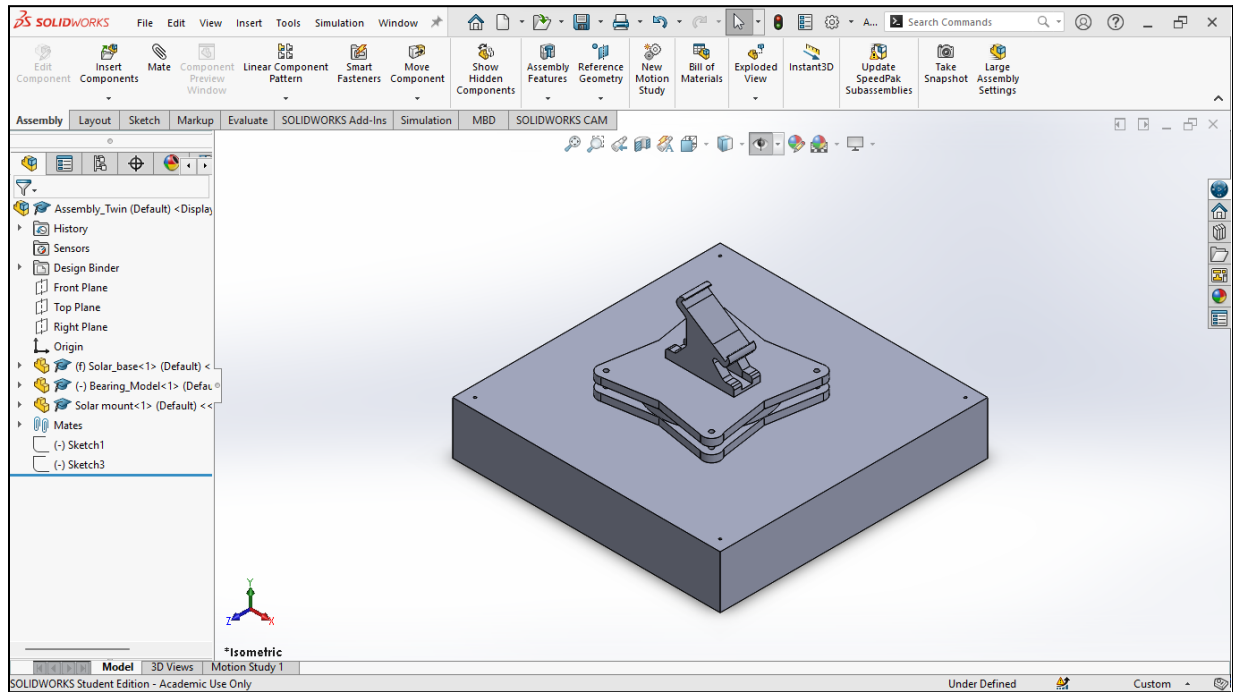 SOLIDWORKS File Edit View Insert Tools Simulation Window A... Search Commands
Edit Component Insert Components Mate Component Preview Window Linear Component Pattern Smart Fasteners Move Component Show Hidden Components Assembly Features Reference Geometry New Motion Study Bill of Materials Exploded View Instant3D Update SpeedPak Subassemblies Take Snapshot Large Assembly Settings
Assembly Layout Sketch Markup Evaluate SOLIDWORKS Add-Ins Simulation MBD SOLIDWORKS CAM
Assembly_Twin (Default) <Display
History
Sensors
Design Binder
Front Plane
Top Plane
Right Plane
Origin
(f) Solar_base<1> (Default) <
(-) Bearing_Model<1> (Defau
Solar mount<1> (Default) <<
Mates
(-) Sketch1
(-) Sketch3
Y
Z X
*Isometric
Model 3D Views Motion Study 1
SOLIDWORKS Student Edition - Academic Use Only Under Defined Custom